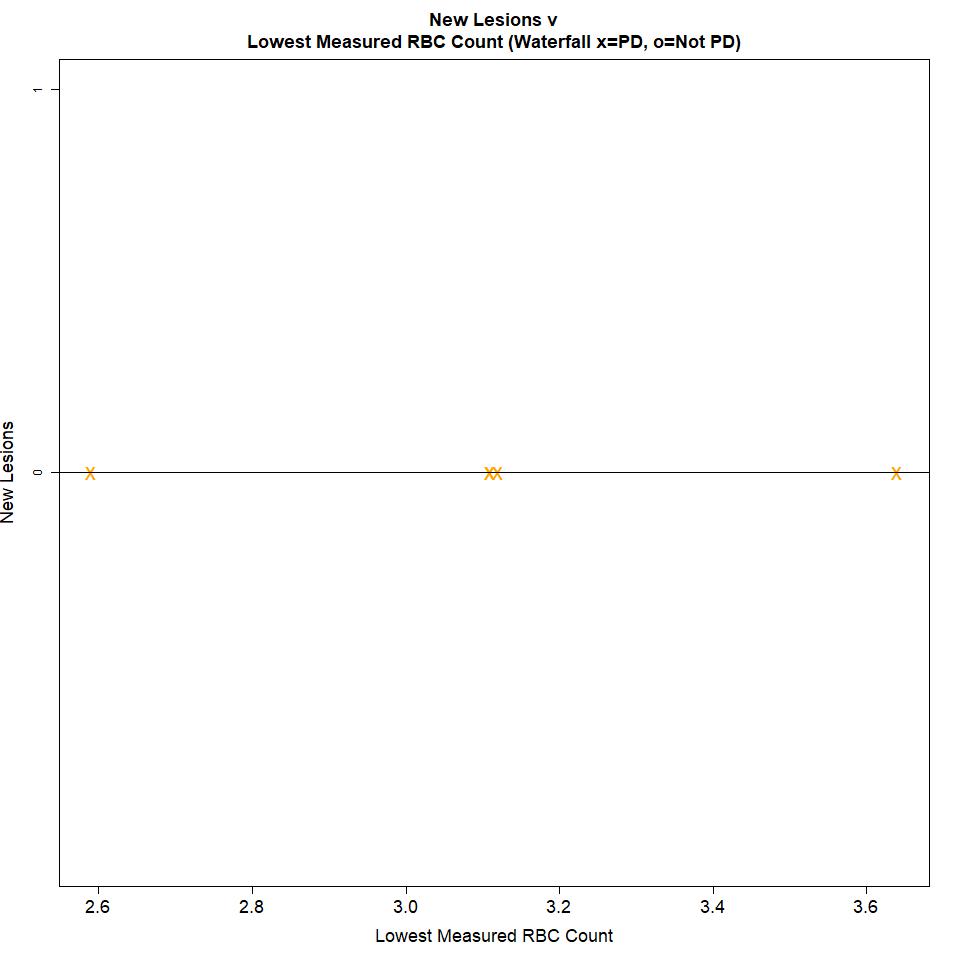 New Lesions v
Lowest Measured RBC Count (Waterfall x=PD, o=Not PD)
1
0
New Lesions
X XX X
2.6 2.8 3.0 3.2 3.4 3.6
Lowest Measured RBC Count